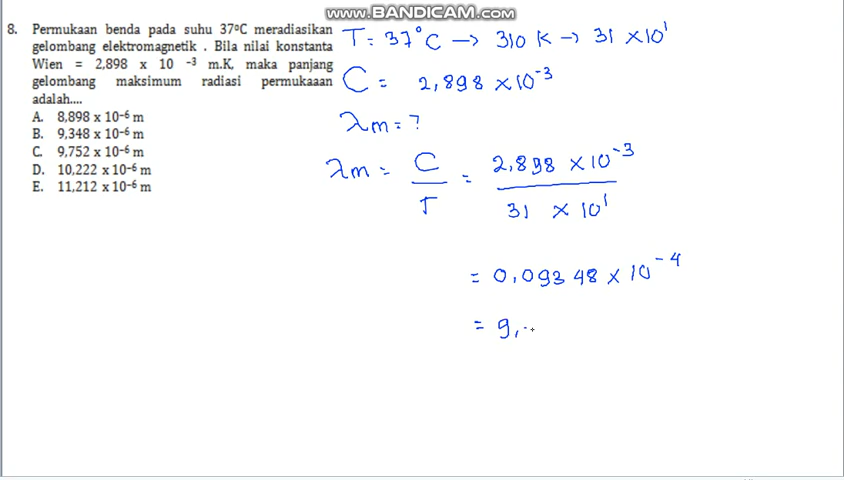 www.BANDICAM.com
8. Permukaan benda pada suhu 37⁰C meradiasikan
gelombang elektromagnetik . Bila nilai konstanta
Wien = 2,898 x 10 ⁻³ m.K, maka panjang
gelombang maksimum radiasi permukaaan
adalah....
A. 8,898 x 10⁻⁶ m
B. 9,348 x 10⁻⁶ m
C. 9,752 x 10⁻⁶ m
D. 10,222 x 10⁻⁶ m
E. 11,212 x 10⁻⁶ m
T = 37°C → 310 K → 31 × 10¹
C = 2,898 × 10⁻³
λm = ?
λm = C / T = 2,898 × 10⁻³ / 31 × 10¹
= 0,09348 × 10⁻⁴
= 9,